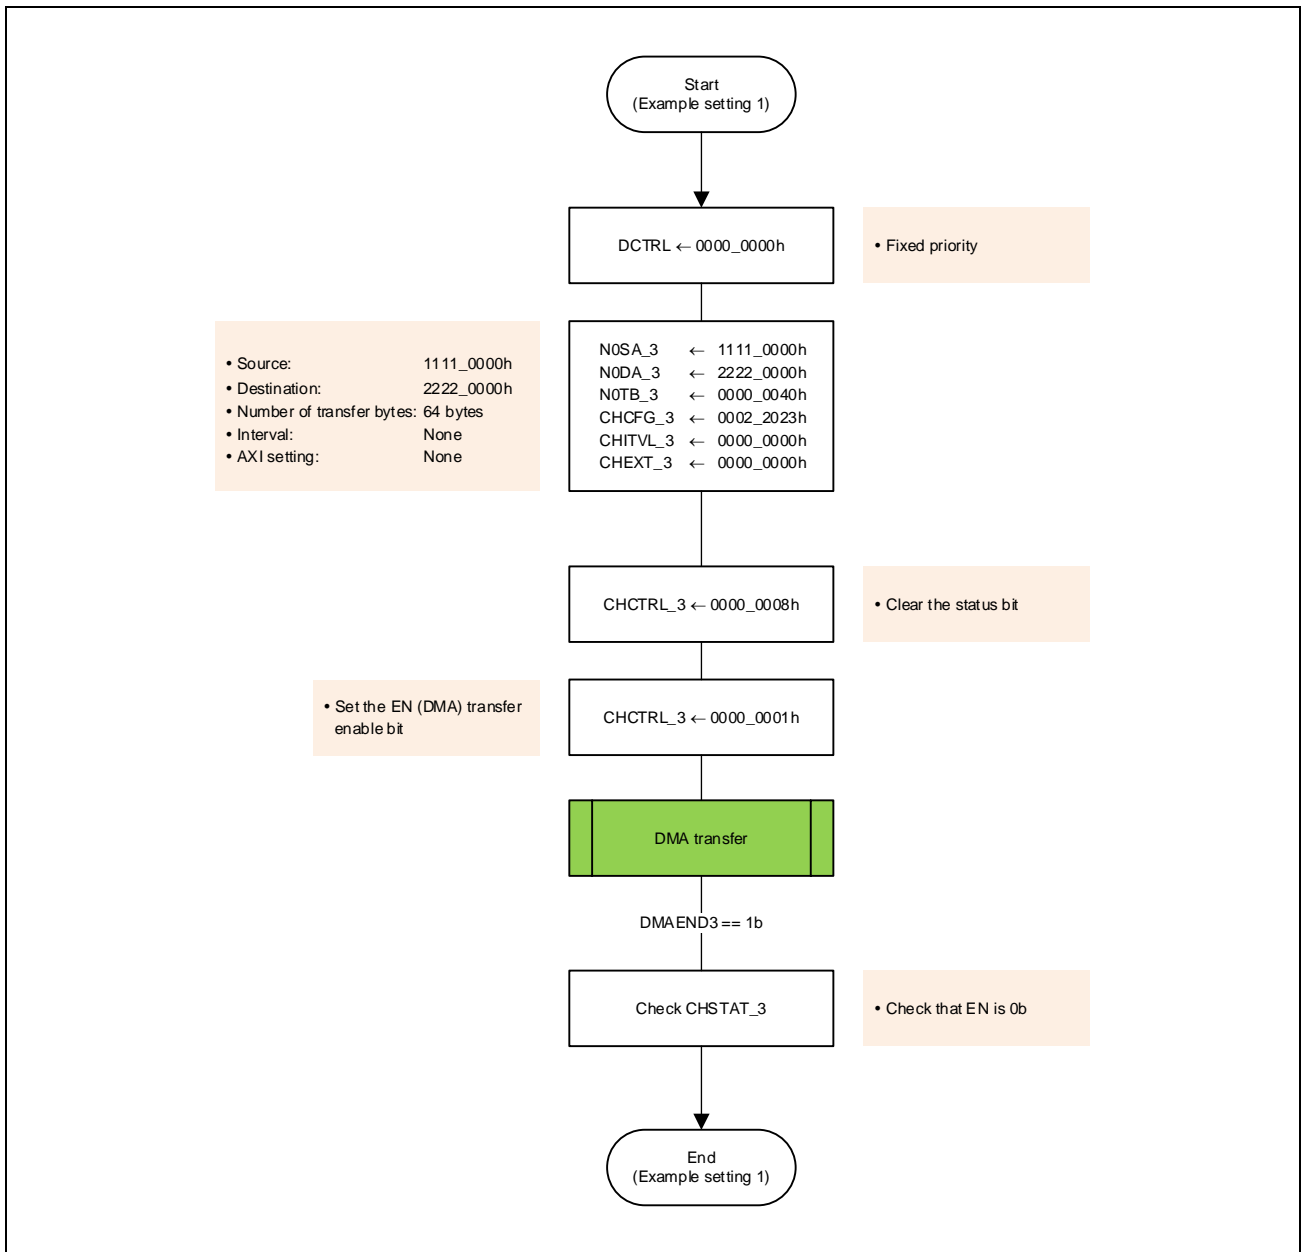 Start
(Example setting 1)
DCTRL ← 0000_0000h
• Fixed priority
• Source: 1111_0000h
• Destination: 2222_0000h
• Number of transfer bytes: 64 bytes
• Interval: None
• AXI setting: None
N0SA_3 ← 1111_0000h
N0DA_3 ← 2222_0000h
N0TB_3 ← 0000_0040h
CHCFG_3 ← 0002_2023h
CHITVL_3 ← 0000_0000h
CHEXT_3 ← 0000_0000h
CHCTRL_3 ← 0000_0008h
• Clear the status bit
• Set the EN (DMA) transfer
enable bit
CHCTRL_3 ← 0000_0001h
DMA transfer
DMAEND3 == 1b
Check CHSTAT_3
• Check that EN is 0b
End
(Example setting 1)